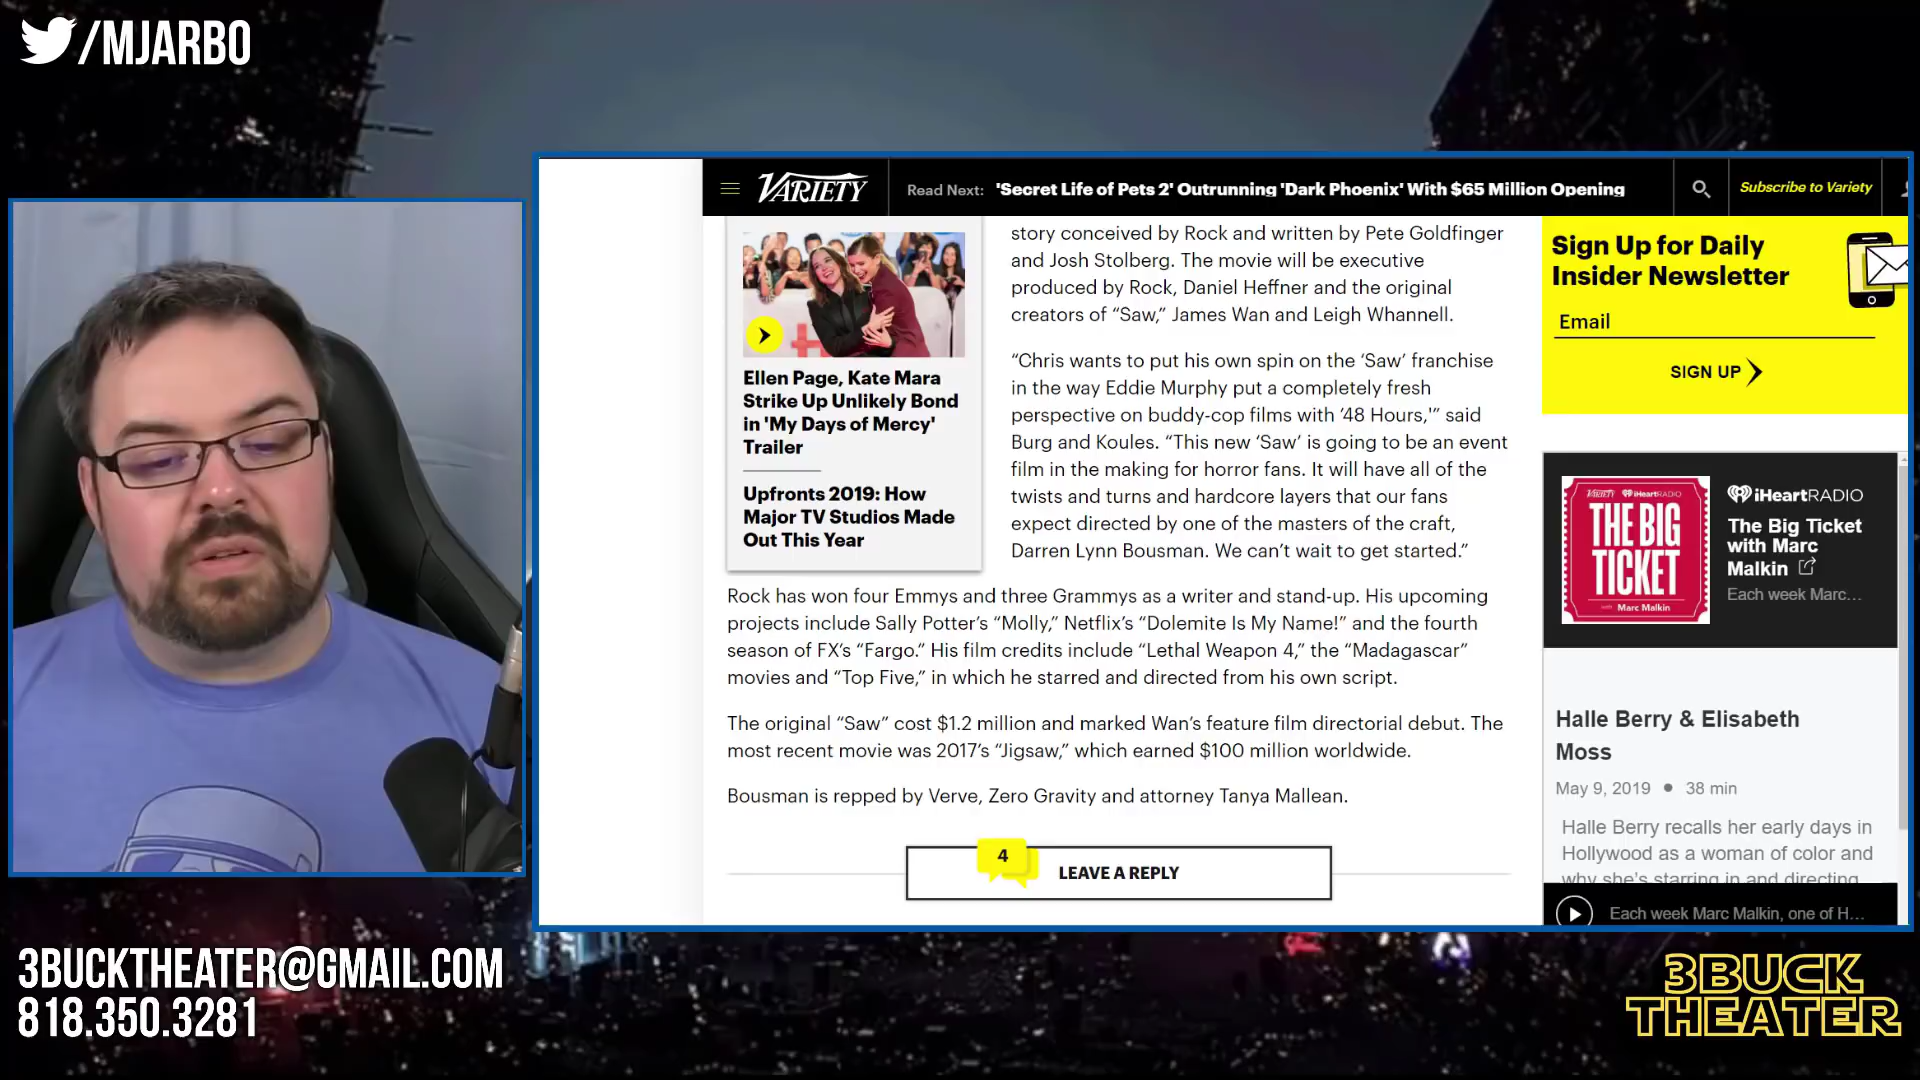 /MJARBO
VARIETY
Read Next: 'Secret Life of Pets 2' Outrunning 'Dark Phoenix' With $65 Million Opening
Subscribe to Variety
Ellen Page, Kate Mara
Strike Up Unlikely Bond
in 'My Days of Mercy'
Trailer
Upfronts 2019: How
Major TV Studios Made
Out This Year
story conceived by Rock and written by Pete Goldfinger
and Josh Stolberg. The movie will be executive
produced by Rock, Daniel Heffner and the original
creators of “Saw,” James Wan and Leigh Whannell.
“Chris wants to put his own spin on the ‘Saw’ franchise
in the way Eddie Murphy put a completely fresh
perspective on buddy-cop films with ‘48 Hours,'” said
Burg and Koules. “This new ‘Saw’ is going to be an event
film in the making for horror fans. It will have all of the
twists and turns and hardcore layers that our fans
expect directed by one of the masters of the craft,
Darren Lynn Bousman. We can’t wait to get started.”
Rock has won four Emmys and three Grammys as a writer and stand-up. His upcoming
projects include Sally Potter’s “Molly,” Netflix’s “Dolemite Is My Name!” and the fourth
season of FX’s “Fargo.” His film credits include “Lethal Weapon 4,” the “Madagascar”
movies and “Top Five,” in which he starred and directed from his own script.
The original “Saw” cost $1.2 million and marked Wan’s feature film directorial debut. The
most recent movie was 2017’s “Jigsaw,” which earned $100 million worldwide.
Bousman is repped by Verve, Zero Gravity and attorney Tanya Mallean.
4
LEAVE A REPLY
Sign Up for Daily
Insider Newsletter
Email
SIGN UP
VARIETY iHeartRADIO
THE BIG
TICKET
with Marc Malkin
iHeartRADIO
The Big Ticket
with Marc
Malkin
Each week Marc...
Halle Berry & Elisabeth
Moss
May 9, 2019 • 38 min
Halle Berry recalls her early days in
Hollywood as a woman of color and
why she’s starring in and directing
Each week Marc Malkin, one of H...
3BUCKTHEATER@GMAIL.COM
818.350.3281
3BUCK
THEATER